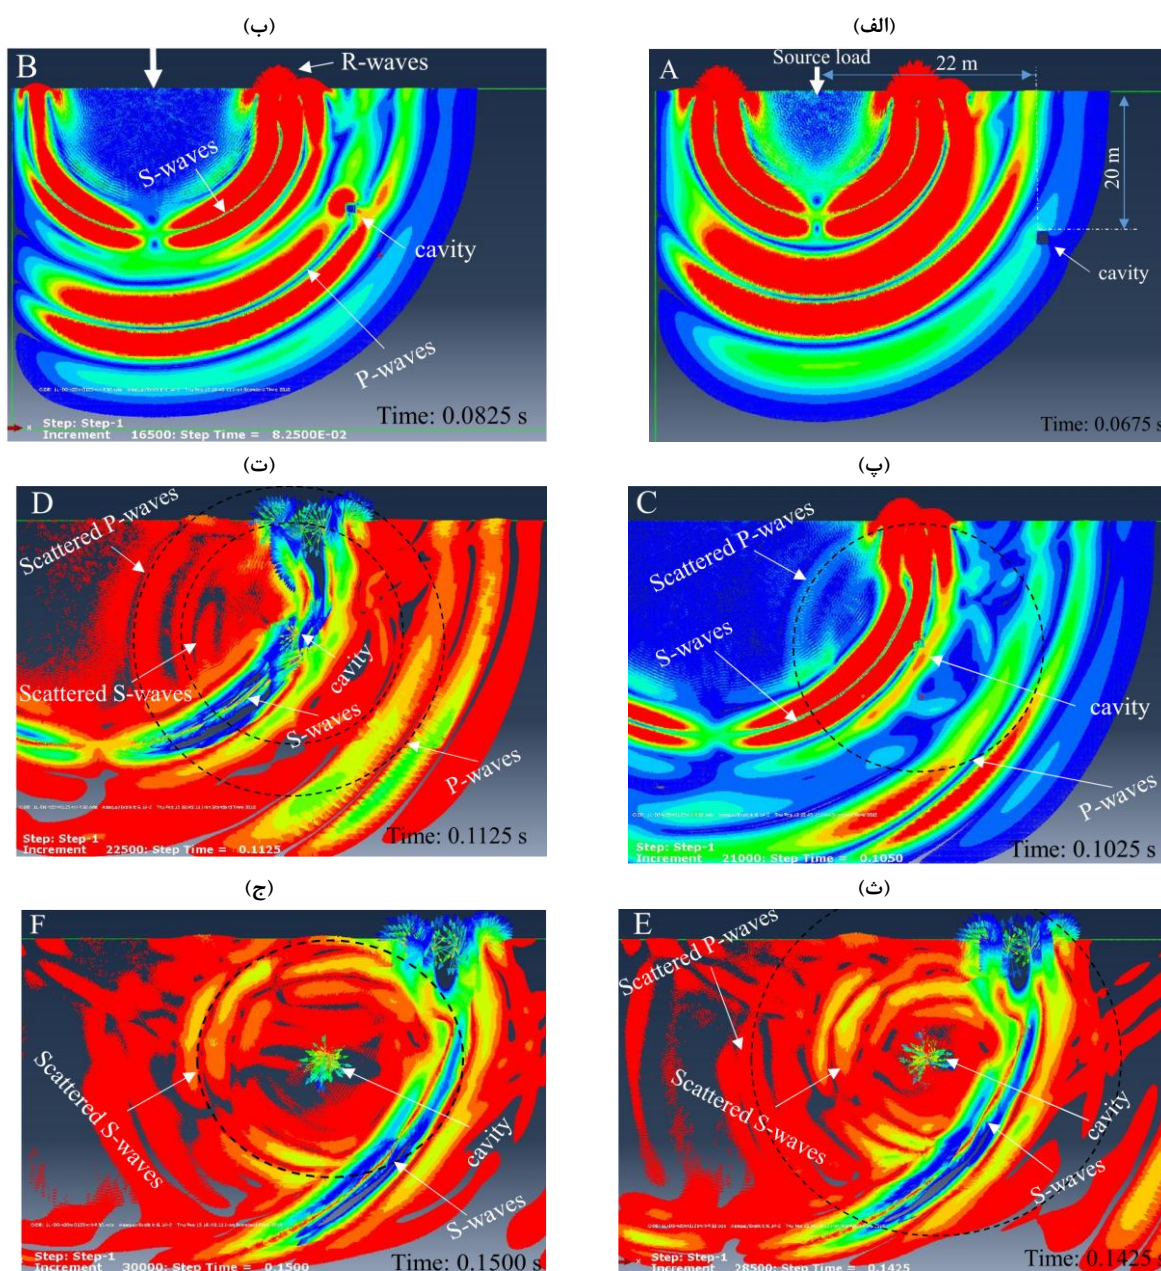 (الف)
A
Source load
22 m
20 m
cavity
Time: 0.0675 s
(ب)
B
R-waves
S-waves
cavity
P-waves
Time: 0.0825 s
Step: Step-1
Increment 16500: Step Time = 8.2500E-02
(پ)
C
Scattered P-waves
S-waves
cavity
P-waves
Step: Step-1
Increment 21000: Step Time = 0.1050
Time: 0.1025 s
(ت)
D
Scattered P-waves
Scattered S-waves
cavity
S-waves
P-waves
Step: Step-1
Increment 22500: Step Time = 0.1125
Time: 0.1125 s
(ث)
E
Scattered P-waves
Scattered S-waves
cavity
S-waves
Step: Step-1
Increment 28500: Step Time = 0.1425
Time: 0.1425 s
(ج)
F
Scattered S-waves
cavity
S-waves
Step: Step-1
Increment 30000: Step Time = 0.1500
Time: 0.1500 s